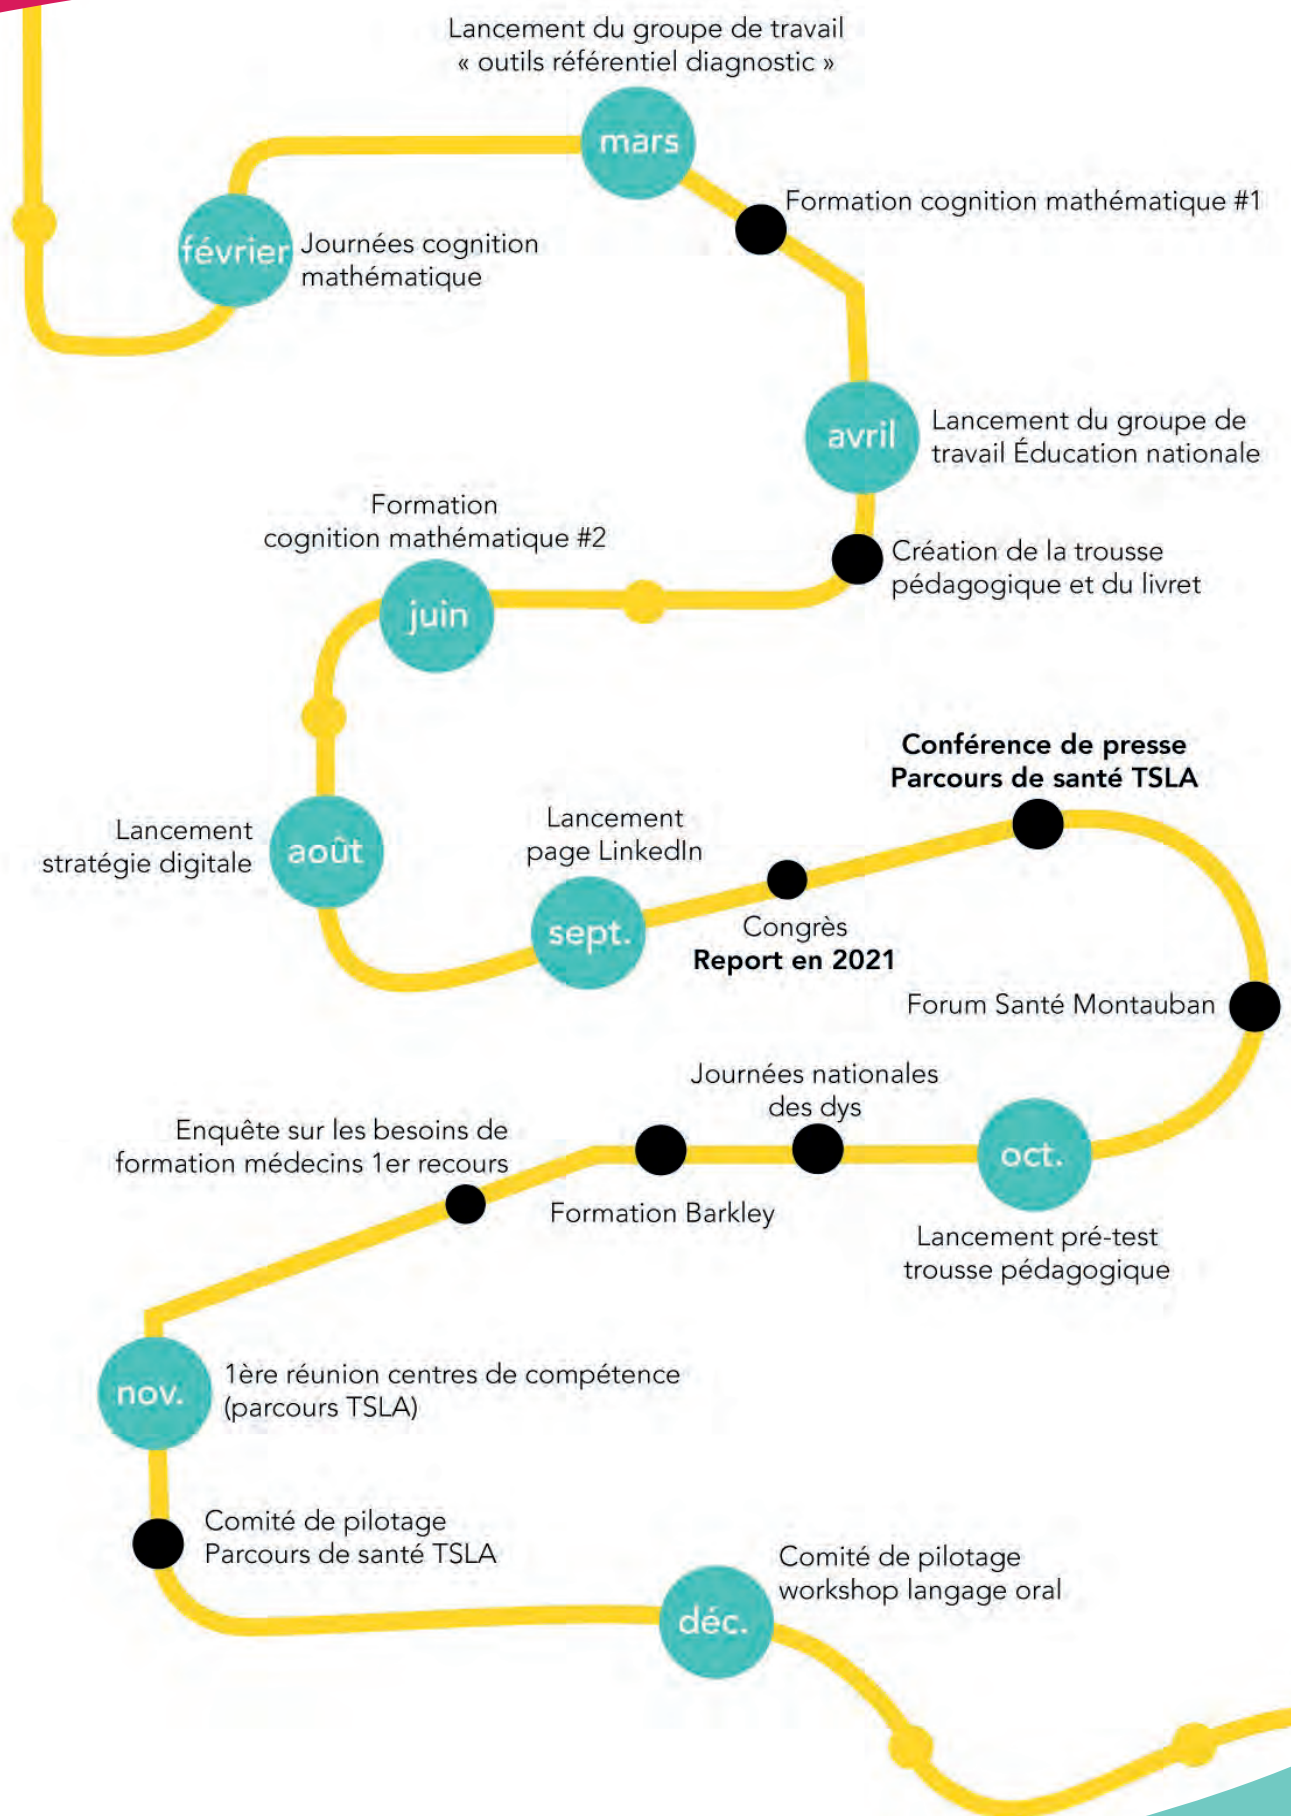 Lancement du groupe de travail
« outils référentiel diagnostic »
mars
Formation cognition mathématique #1
février
Journées cognition
mathématique
avril
Lancement du groupe de
travail Éducation nationale
Formation
cognition mathématique #2
Création de la trousse
pédagogique et du livret
juin
Conférence de presse
Parcours de santé TSLA
Lancement
stratégie digitale
août
Lancement
page LinkedIn
sept.
Congrès
Report en 2021
Forum Santé Montauban
Journées nationales
des dys
Enquête sur les besoins de
formation médecins 1er recours
oct.
Formation Barkley
Lancement pré-test
trousse pédagogique
nov.
1ère réunion centres de compétence
(parcours TSLA)
Comité de pilotage
Parcours de santé TSLA
déc.
Comité de pilotage
workshop langage oral